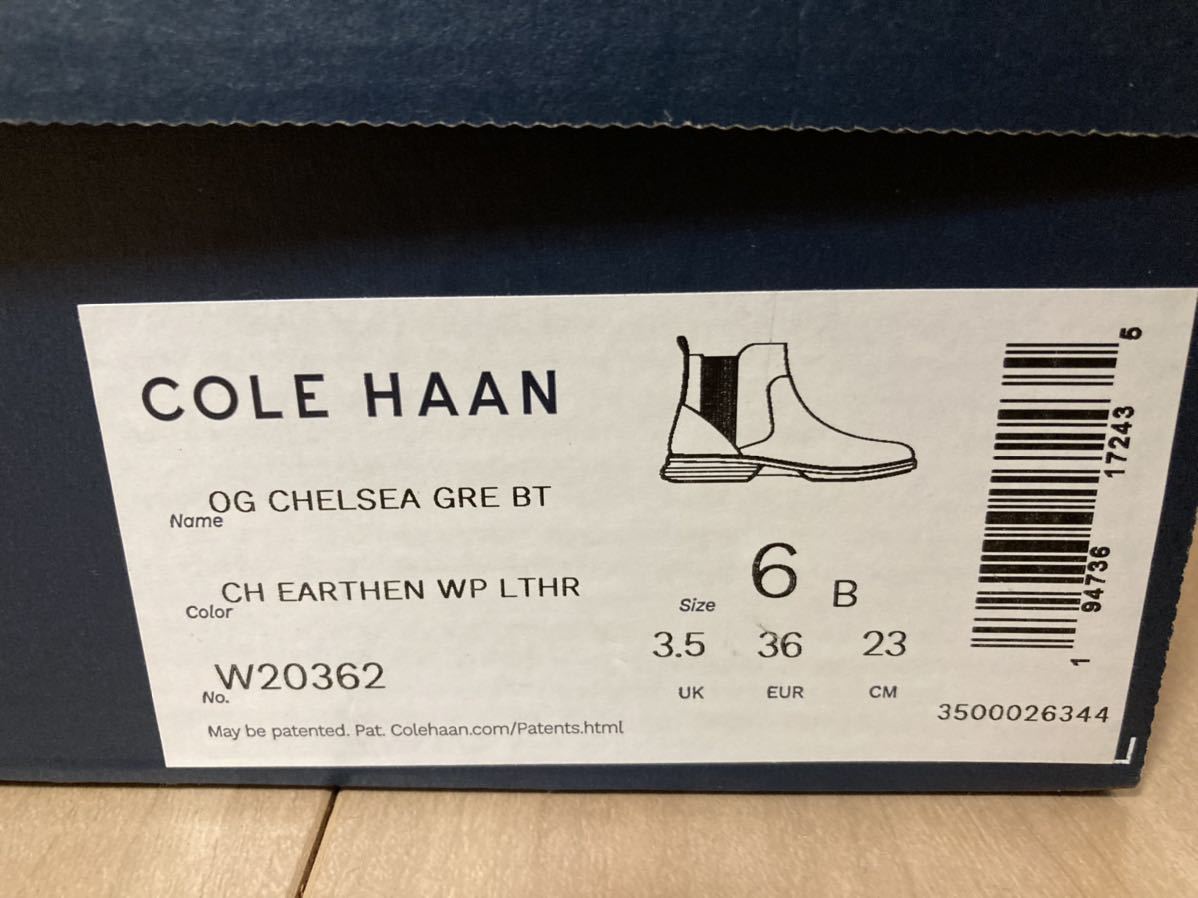 COLE HAAN
Name OG CHELSEA GRE BT
Color CH EARTHEN WP LTHR
No. W20362
May be patented. Pat. Colehaan.com/Patents.html
Size 6 B
3.5 36 23
UK EUR CM
1 94736 17243 5
3500026344